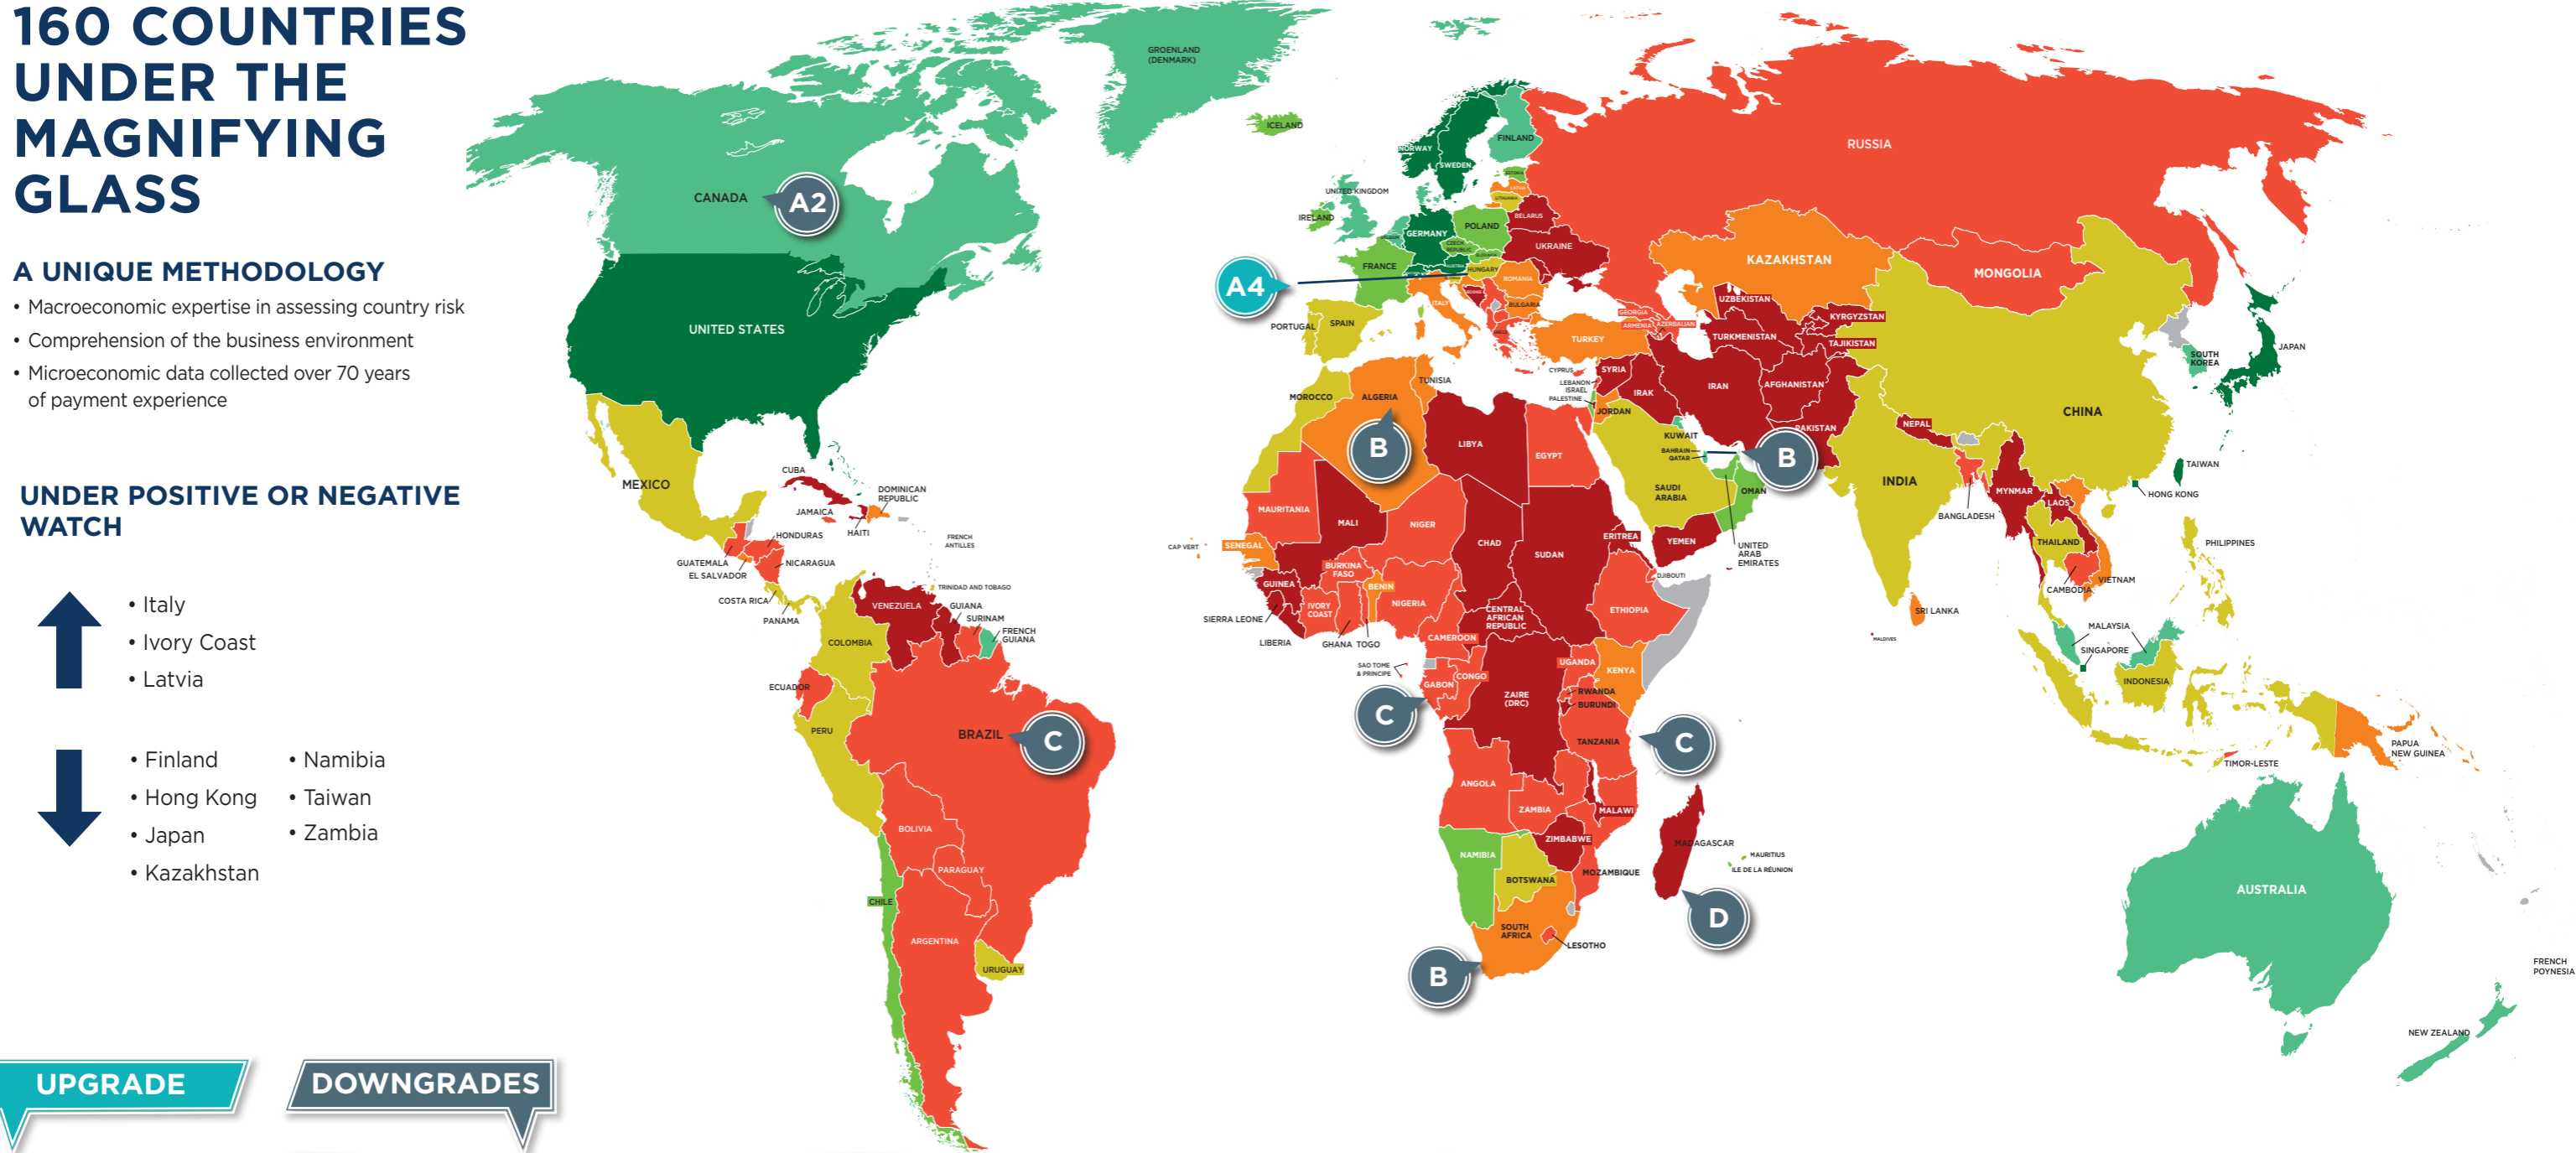 160 COUNTRIES
UNDER THE
MAGNIFYING
GLASS
A UNIQUE METHODOLOGY
• Macroeconomic expertise in assessing country risk
• Comprehension of the business environment
• Microeconomic data collected over 70 years
of payment experience
UNDER POSITIVE OR NEGATIVE
WATCH
• Italy
• Ivory Coast
• Latvia
• Finland
• Hong Kong
• Japan
• Kazakhstan
• Namibia
• Taiwan
• Zambia
UPGRADE
DOWNGRADES
GROENLAND
(DENMARK)
ICELAND
CANADA
A2
UNITED STATES
MEXICO
CUBA
DOMINICAN
REPUBLIC
JAMAICA
HAITI
HONDURAS
GUATEMALA
NICARAGUA
EL SALVADOR
FRENCH
ANTILLES
TRINIDAD AND TOBAGO
COSTA RICA
PANAMA
VENEZUELA
GUIANA
SURINAM
FRENCH
GUIANA
COLOMBIA
ECUADOR
PERU
BRAZIL
C
BOLIVIA
PARAGUAY
CHILE
ARGENTINA
URUGUAY
NORWAY
SWEDEN
FINLAND
ESTONIA
LATVIA
LITHUANIA
UNITED KINGDOM
IRELAND
BELARUS
POLAND
GERMANY
CZECH
REPUBLIC
UKRAINE
FRANCE
HUNGARY
ROMANIA
A4
ITALY
BULGARIA
PORTUGAL
SPAIN
TURKEY
CYPRUS
GEORGIA
ARMENIA
AZERBAIJAN
RUSSIA
KAZAKHSTAN
MONGOLIA
UZBEKISTAN
KYRGYZSTAN
TURKMENISTAN
TAJIKISTAN
SYRIA
LEBANON
ISRAEL
PALESTINE
IRAK
IRAN
AFGHANISTAN
JORDAN
PAKISTAN
KUWAIT
BAHRAIN
QATAR
B
SAUDI
ARABIA
OMAN
YEMEN
UNITED
ARAB
EMIRATES
NEPAL
INDIA
CHINA
SOUTH
KOREA
JAPAN
TAIWAN
HONG KONG
BANGLADESH
MYNMAR
LAOS
THAILAND
CAMBODIA
VIETNAM
PHILIPPINES
SRI LANKA
MALDIVES
MALAYSIA
SINGAPORE
INDONESIA
PAPUA
NEW GUINEA
TIMOR-LESTE
AUSTRALIA
FRENCH
POYNESIA
NEW ZEALAND
MOROCCO
ALGERIA
TUNISIA
B
LIBYA
EGYPT
MAURITANIA
MALI
NIGER
CHAD
SUDAN
ERITREA
CAP VERT
SENEGAL
GUINEA
BURKINA
FASO
BENIN
IVORY
COAST
NIGERIA
SIERRA LEONE
LIBERIA
GHANA
TOGO
DJIBOUTI
ETHIOPIA
CENTRAL
AFRICAN
REPUBLIC
CAMEROON
SAO TOME
& PRINCIPE
GABON
CONGO
UGANDA
KENYA
RWANDA
BURUNDI
ZAIRE
(DRC)
C
TANZANIA
C
ANGOLA
ZAMBIA
MALAWI
ZIMBABWE
MADAGASCAR
MAURITIUS
ILE DE LA RÉUNION
NAMIBIA
BOTSWANA
MOZAMBIQUE
D
SOUTH
AFRICA
LESOTHO
B